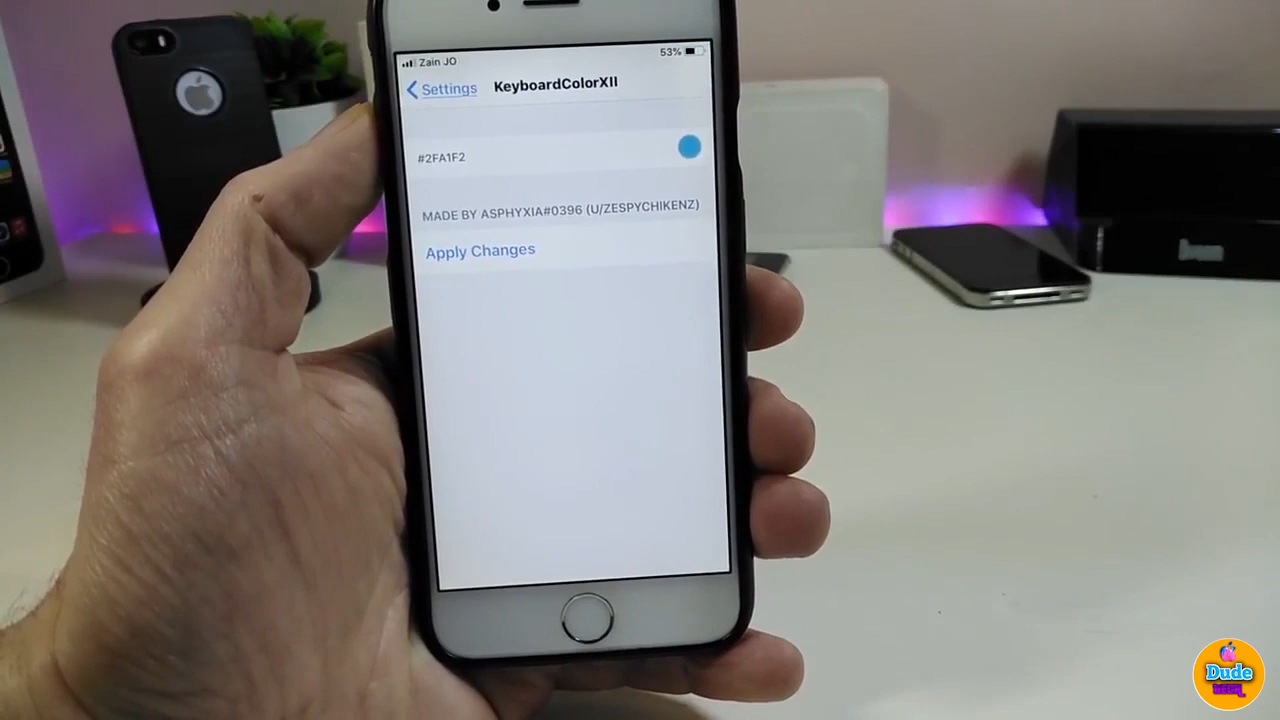 Zain JO
53%
Settings
KeyboardColorXII
#2FA1F2
MADE BY ASPHYXIA#0396 (U/ZESPYCHIKENZ)
Apply Changes
Dude